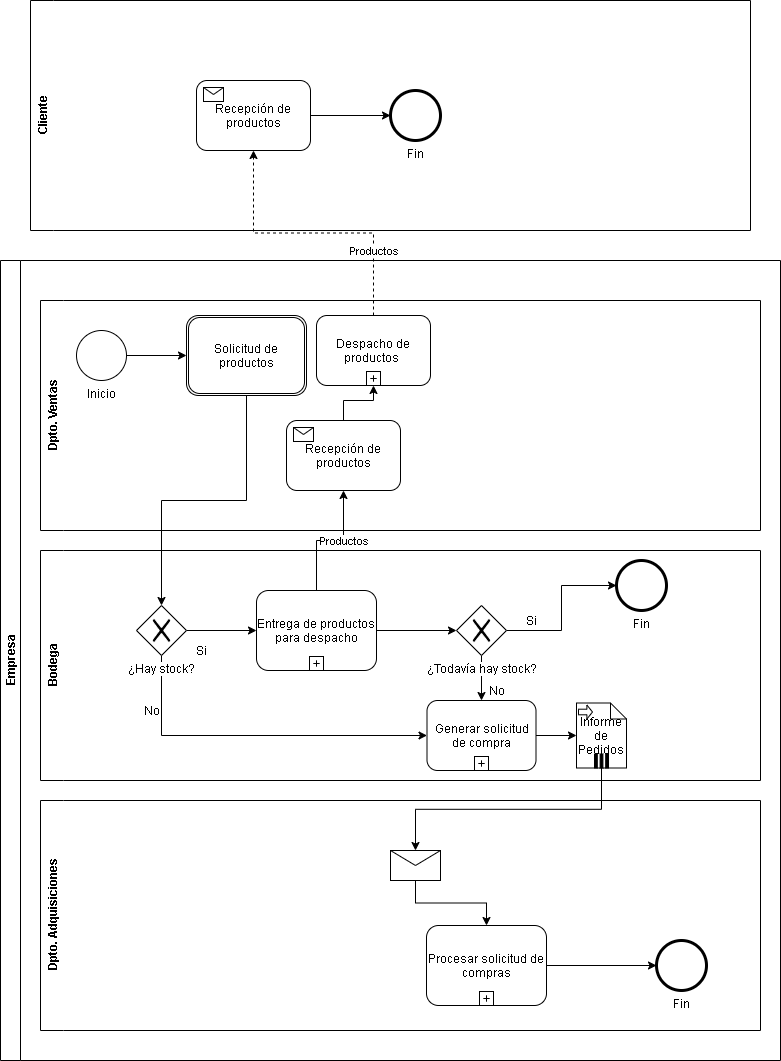 Cliente
Recepción de
productos
Fin
Productos
Empresa
Dpto. Ventas
Inicio
Solicitud de
productos
Despacho de
productos
Recepción de
productos
Productos
Bodega
¿Hay stock?
Si
No
Entrega de productos
para despacho
¿Todavía hay stock?
Si
No
Fin
Generar solicitud
de compra
Informe
de
Pedidos
Dpto. Adquisiciones
Procesar solicitud de
compras
Fin